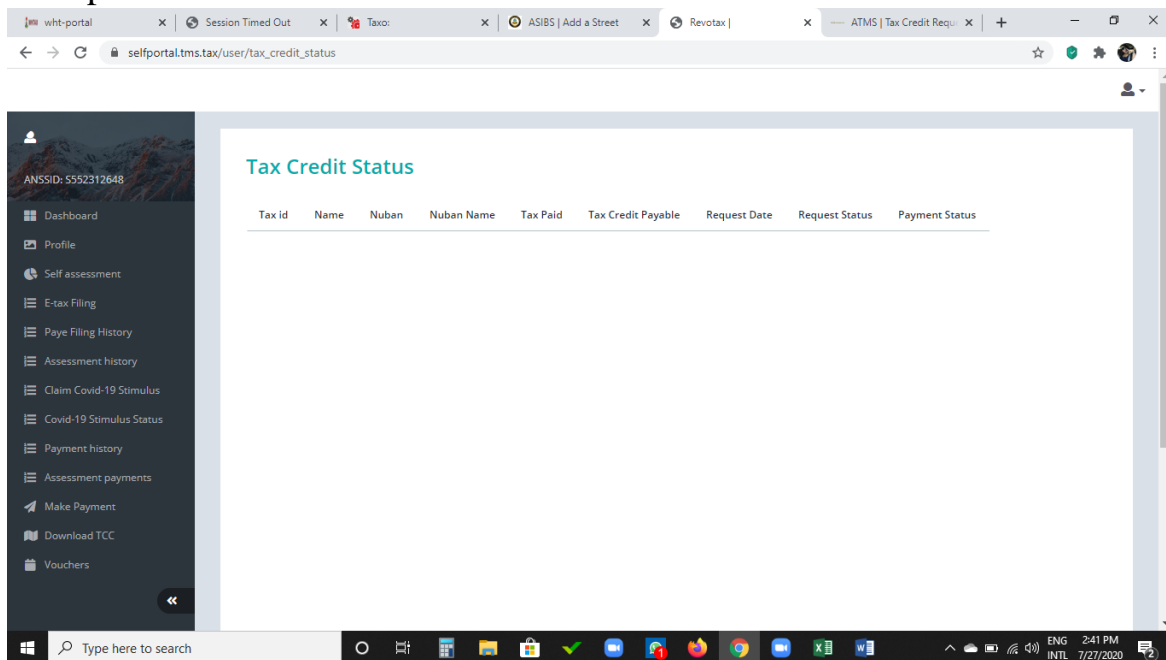 wht-portal
Session Timed Out
Taxo:
ASIBS | Add a Street
Revotax |
ATMS | Tax Credit Requ
selfportal.tms.tax/user/tax_credit_status
ANSSID: S552312648
Dashboard
Profile
Self assessment
E-tax Filing
Paye Filing History
Assessment history
Claim Covid-19 Stimulus
Covid-19 Stimulus Status
Payment history
Assessment payments
Make Payment
Download TCC
Vouchers
Tax Credit Status
Tax id Name Nuban Nuban Name Tax Paid Tax Credit Payable Request Date Request Status Payment Status
Type here to search
ENG 2:41 PM
INTL 7/27/2020